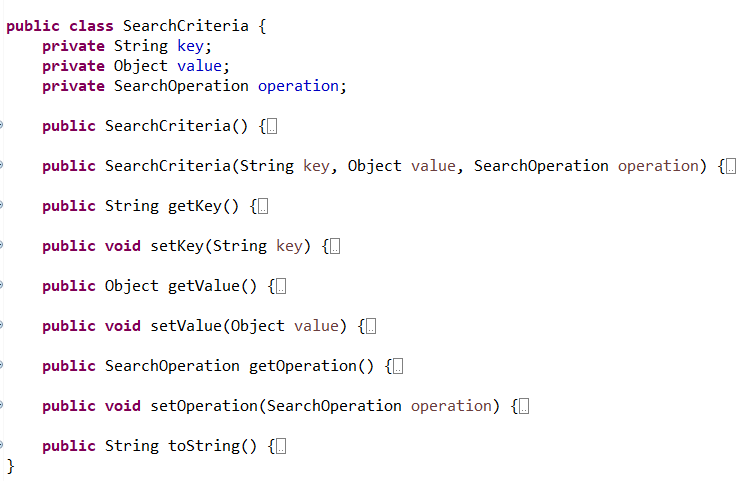 public class SearchCriteria {
private String key;
private Object value;
private SearchOperation operation;
public SearchCriteria() {..
public SearchCriteria(String key, Object value, SearchOperation operation) {..
public String getKey() {..
public void setKey(String key) {..
public Object getValue() {..
public void setValue(Object value) {..
public SearchOperation getOperation() {..
public void setOperation(SearchOperation operation) {..
public String toString() {..
}